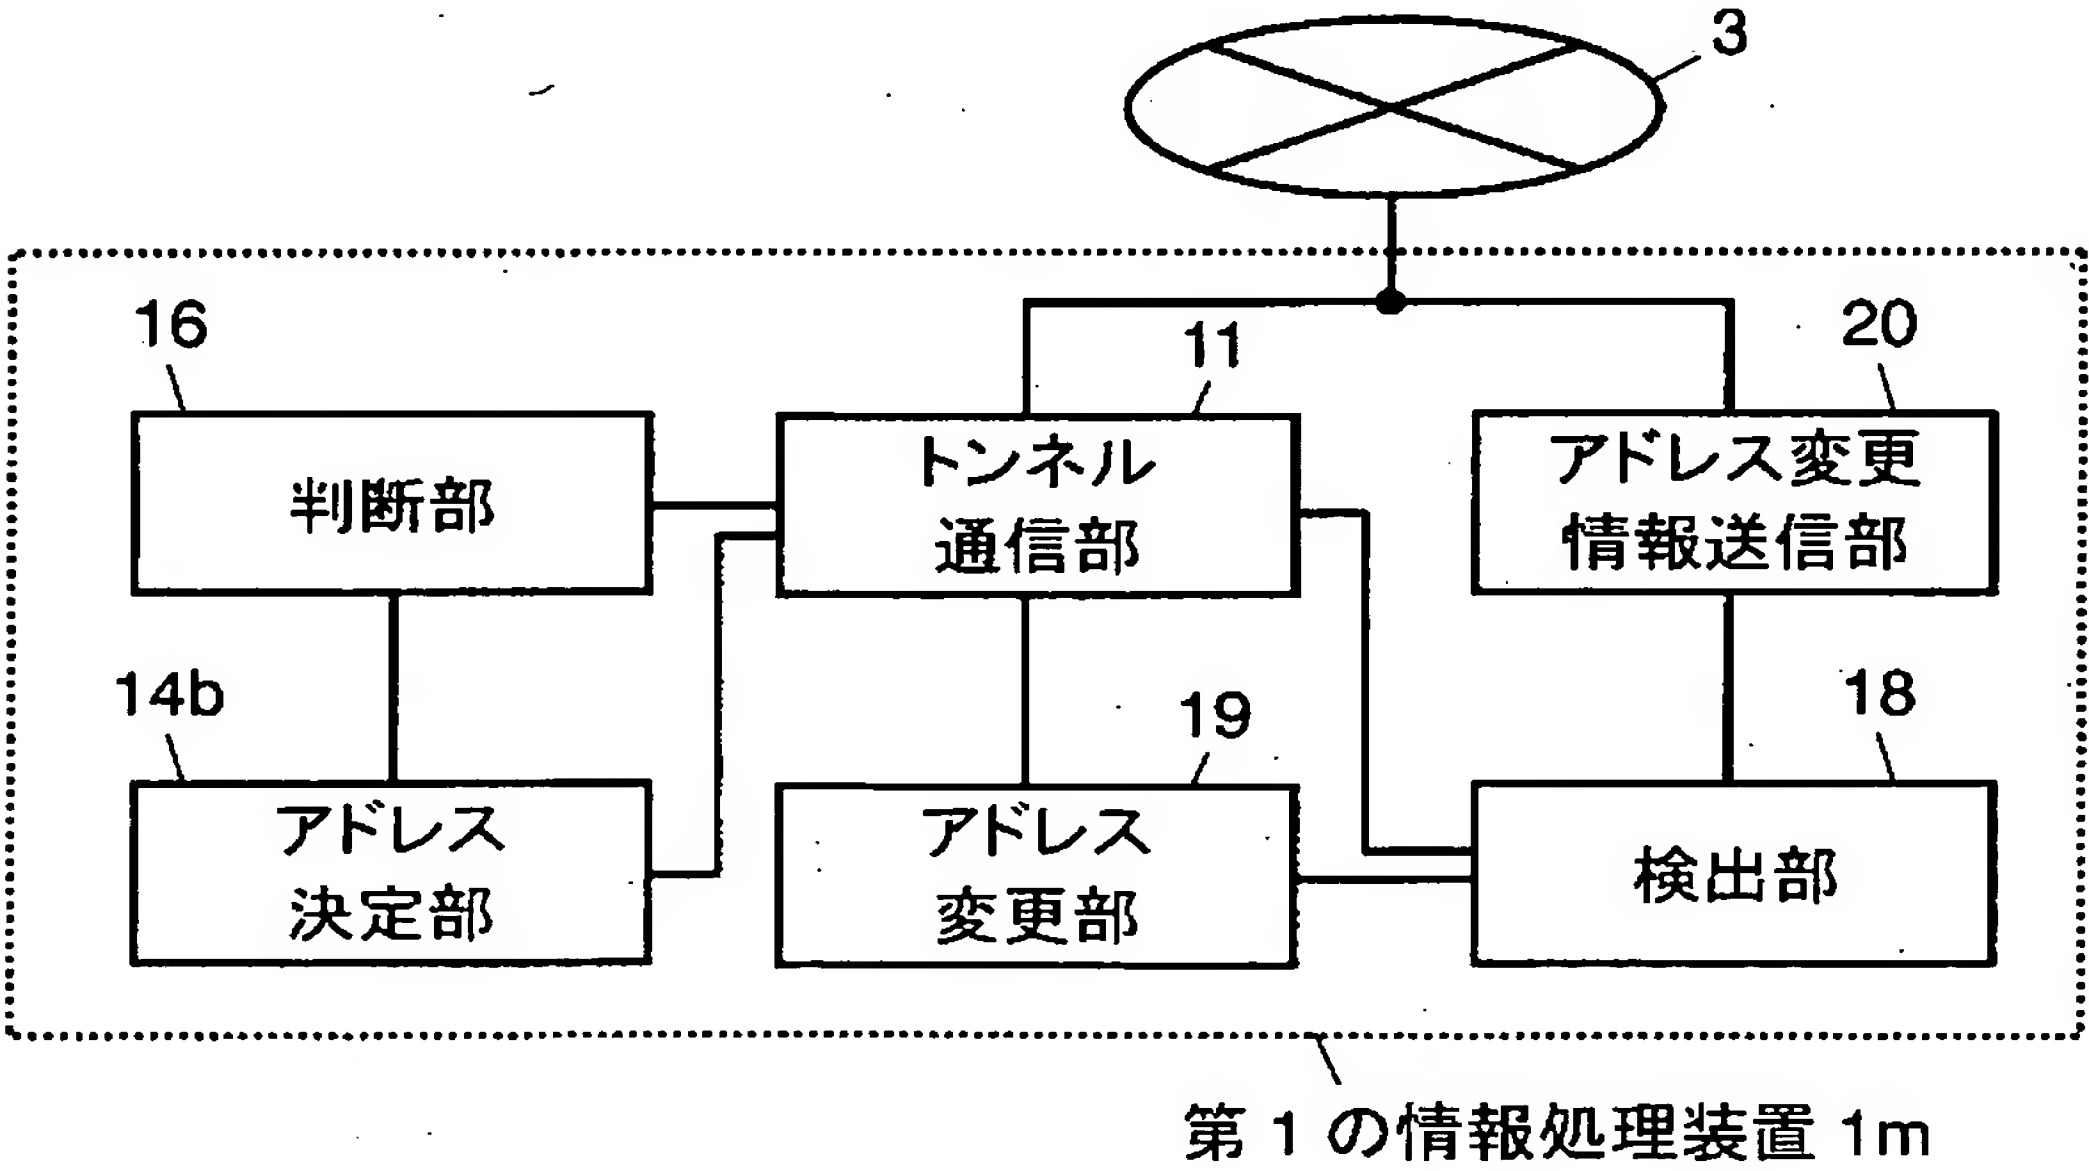 3
16
11
20
判断部
トンネル
通信部
アドレス変更
情報送信部
14b
19
18
アドレス
決定部
アドレス
変更部
検出部
第1の情報処理装置1m